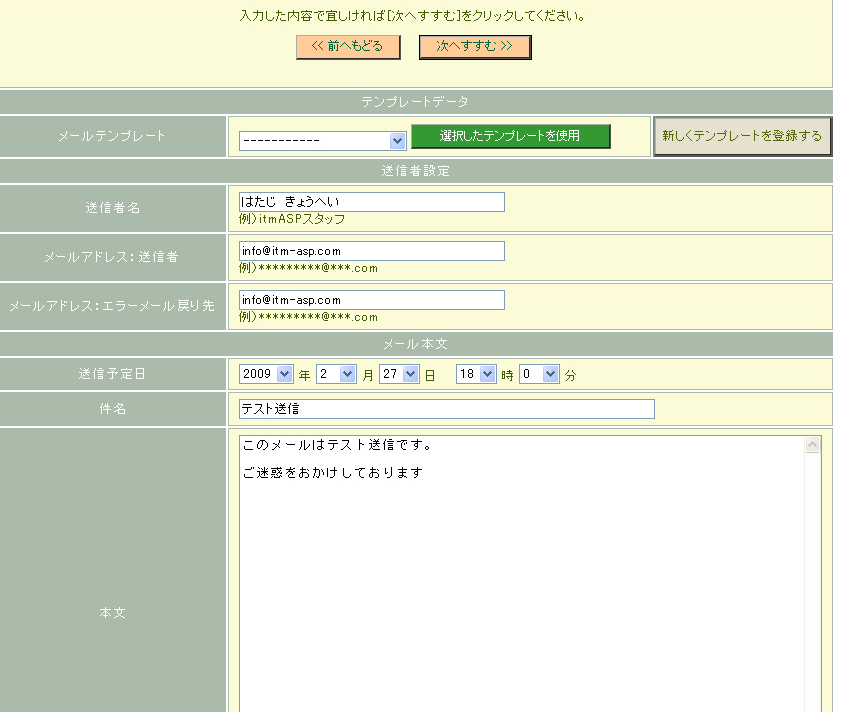 入力した内容で宜しければ[次へすすむ]をクリックしてください。
<< 前へもどる 次へすすむ >>
テンプレートデータ
メールテンプレート ----------- 選択したテンプレートを使用 新しくテンプレートを登録する
送信者設定
送信者名 はたじ きょうへい
例）itmASPスタッフ
メールアドレス：送信者 info@itm-asp.com
例）*********@***.com
メールアドレス：エラーメール戻り先 info@itm-asp.com
例）*********@***.com
メール本文
送信予定日 2009 年 2 月 27 日 18 時 0 分
件名 テスト送信
本文
このメールはテスト送信です。
ご迷惑をおかけしております